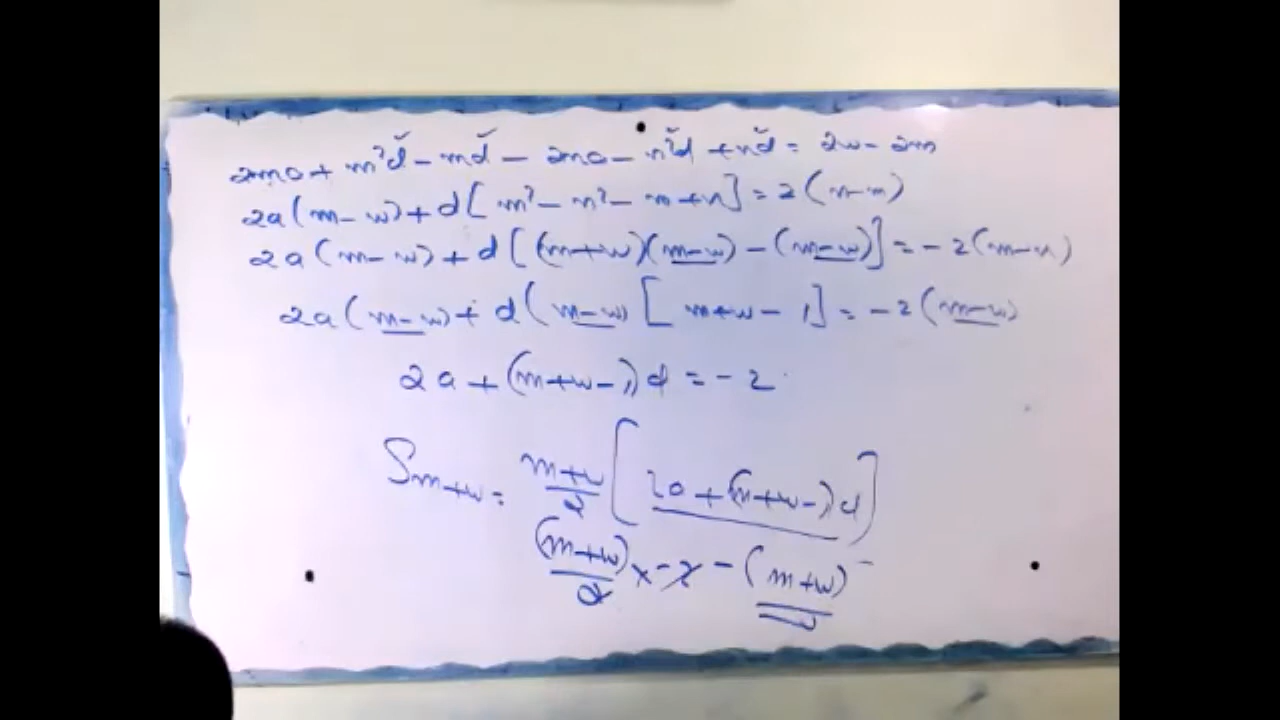 2ma + m²d - md - 2na - n²d + nd = 2n - 2m
2a(m-n) + d[m² - n² - m + n] = 2(n-m)
2a(m-n) + d[(m+n)(m-n) - (m-n)] = -2(m-n)
2a(m-n) + d(m-n)[m+n-1] = -2(m-n)
2a + (m+n-1)d = -2
Sm+n = m+n/2 [2a + (m+n-1)d]
(m+n)/2 x -2 = -(m+n)